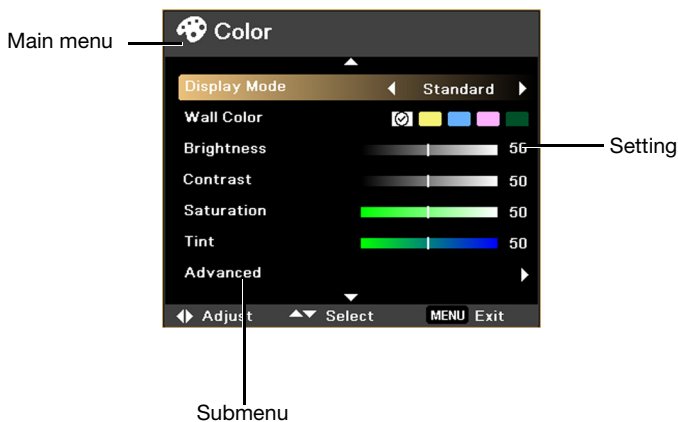 Color
Main menu
Display Mode Standard
Wall Color
Brightness 50 Setting
Contrast 50
Saturation 50
Tint 50
Advanced
Adjust Select MENU Exit
Submenu